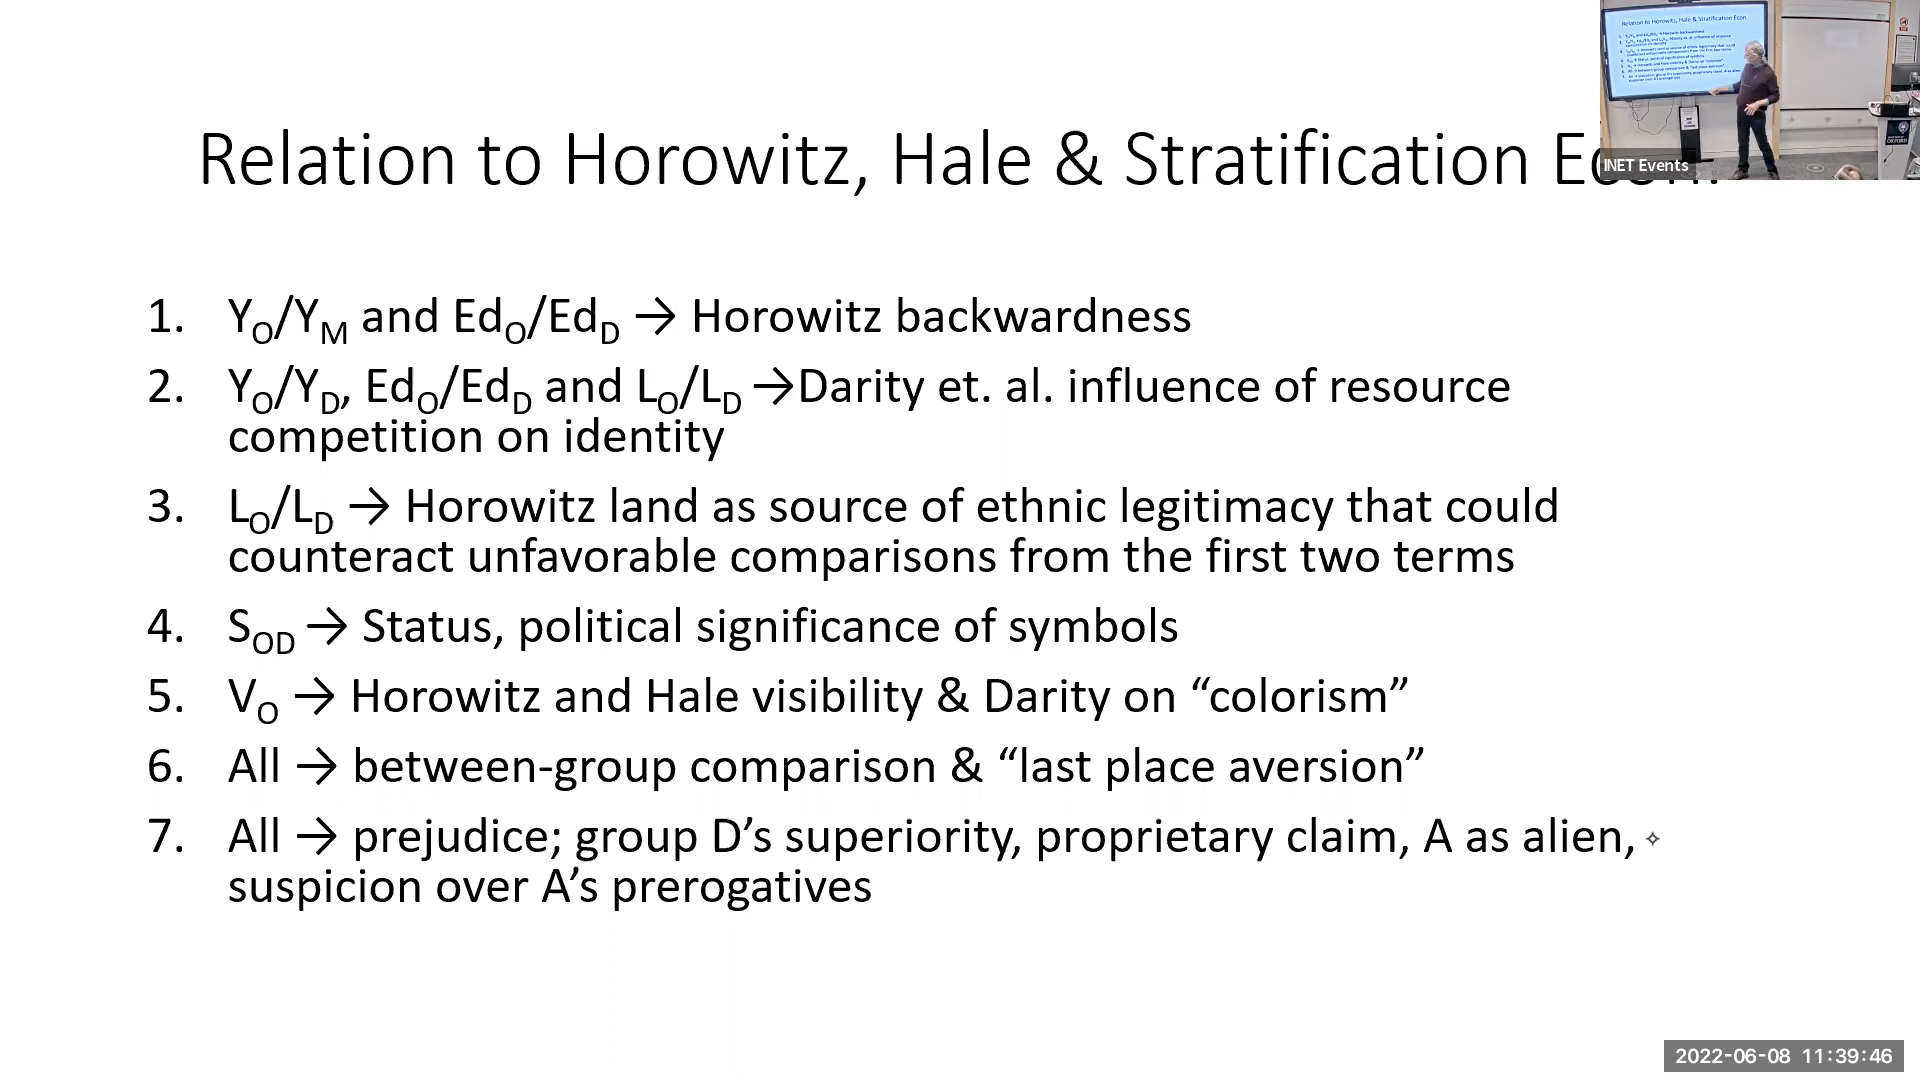 Relation to Horowitz, Hale & Stratification Econ.
INET Events
1. Y_O/Y_M and Ed_O/Ed_D → Horowitz backwardness
2. Y_O/Y_D, Ed_O/Ed_D and L_O/L_D →Darity et. al. influence of resource
competition on identity
3. L_O/L_D → Horowitz land as source of ethnic legitimacy that could
counteract unfavorable comparisons from the first two terms
4. S_OD → Status, political significance of symbols
5. V_O → Horowitz and Hale visibility & Darity on “colorism”
6. All → between-group comparison & “last place aversion”
7. All → prejudice; group D’s superiority, proprietary claim, A as alien,
suspicion over A’s prerogatives
2022-06-08 11:39:46